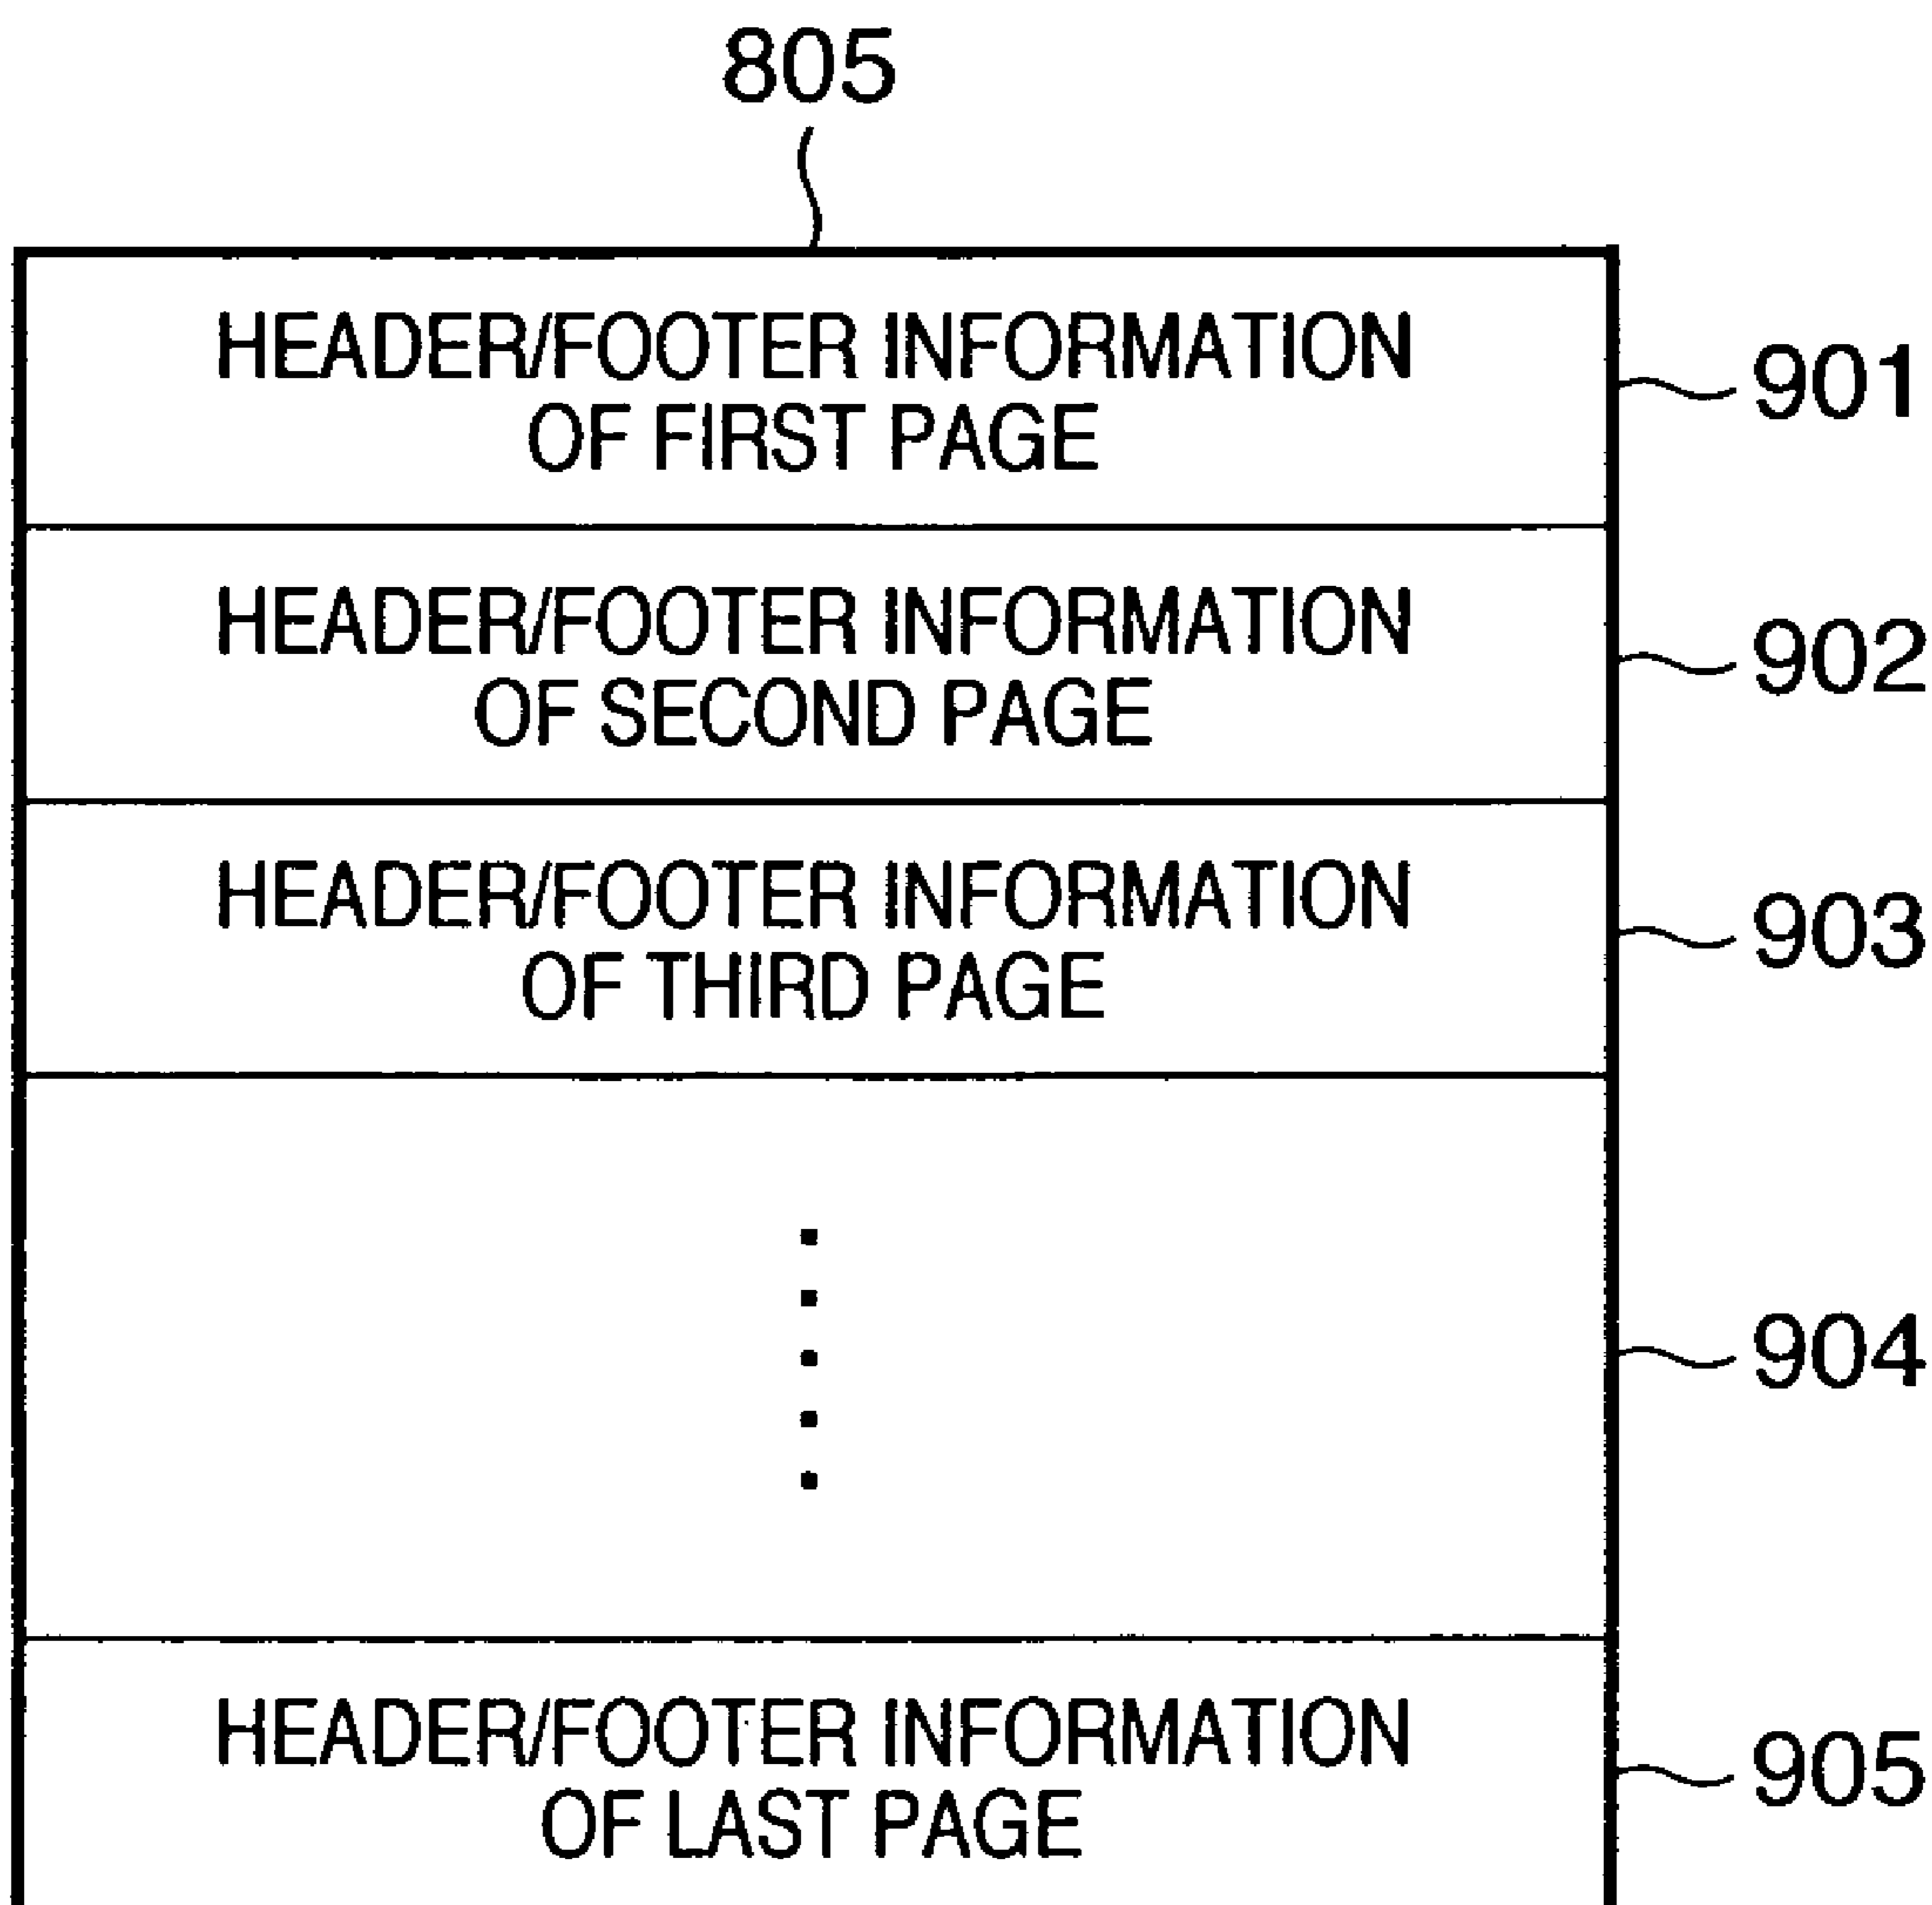 805
HEADER/FOOTER INFORMATION
OF FIRST PAGE
901
HEADER/FOOTER INFORMATION
OF SECOND PAGE
902
HEADER/FOOTER INFORMATION
OF THIRD PAGE
903
904
HEADER/FOOTER INFORMATION
OF LAST PAGE
905